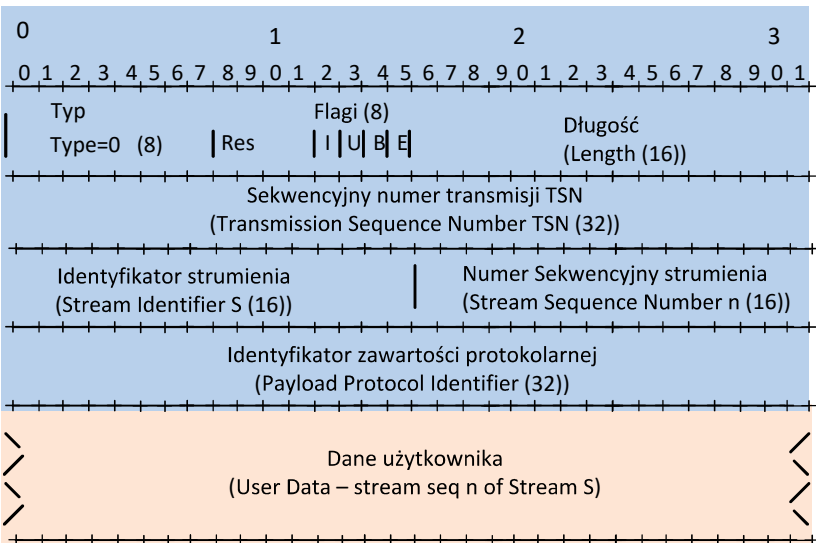 0 1 2 3
0 1 2 3 4 5 6 7 8 9 0 1 2 3 4 5 6 7 8 9 0 1 2 3 4 5 6 7 8 9 0 1
Typ
Type=0 (8)
Res
Flagi (8)
I U B E
Długość
(Length (16))
Sekwencyjny numer transmisji TSN
(Transmission Sequence Number TSN (32))
Identyfikator strumienia
(Stream Identifier S (16))
Numer Sekwencyjny strumienia
(Stream Sequence Number n (16))
Identyfikator zawartości protokolarnej
(Payload Protocol Identifier (32))
Dane użytkownika
(User Data – stream seq n of Stream S)